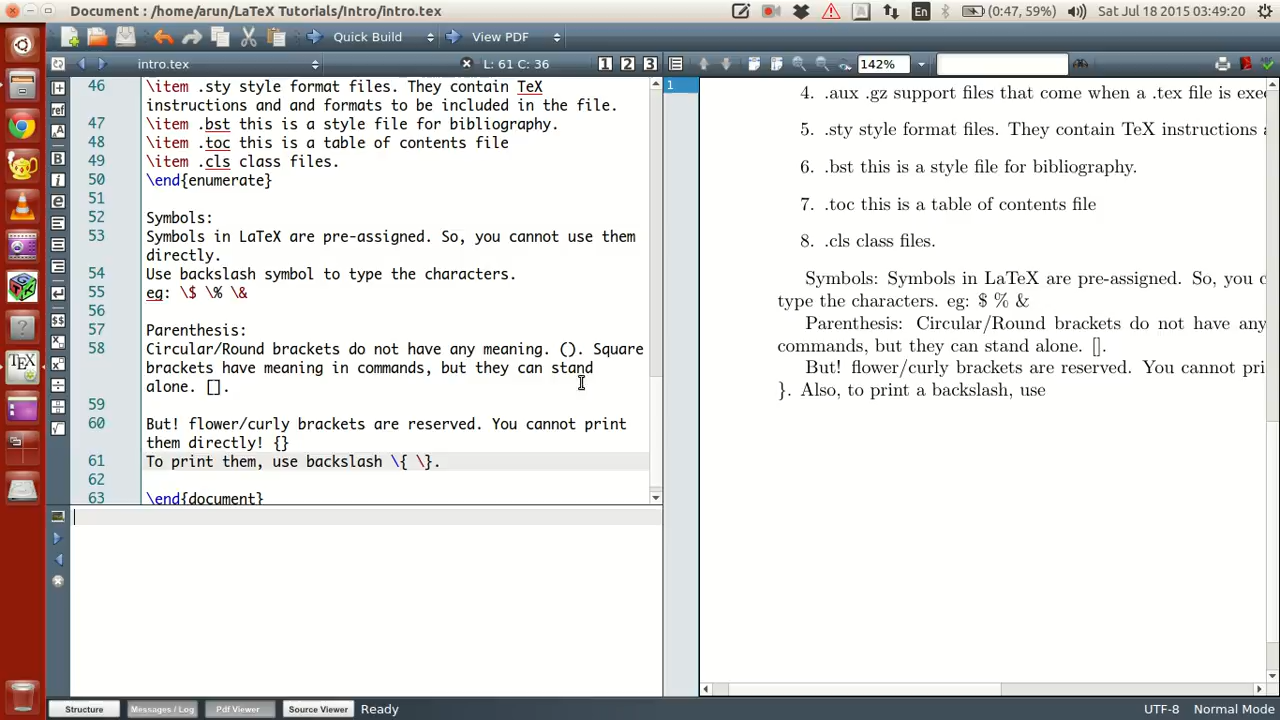 Document : /home/arun/LaTeX Tutorials/Intro/intro.tex
En
(0:47, 59%)
Sat Jul 18 2015 03:49:20
Quick Build
View PDF
intro.tex
L: 61 C: 36
1 2 3
142%
46 \item .sty style format files. They contain TeX
instructions and and formats to be included in the file.
47 \item .bst this is a style file for bibliography.
48 \item .toc this is a table of contents file
49 \item .cls class files.
50 \end{enumerate}
51
52 Symbols:
53 Symbols in LaTeX are pre-assigned. So, you cannot use them
directly.
54 Use backslash symbol to type the characters.
55 eg: \$ \% \&
56
57 Parenthesis:
58 Circular/Round brackets do not have any meaning. (). Square
brackets have meaning in commands, but they can stand
alone. [].
59
60 But! flower/curly brackets are reserved. You cannot print
them directly! {}
61 To print them, use backslash \{ \}.
62
63 \end{document}
1
4. .aux .gz support files that come when a .tex file is exec
5. .sty style format files. They contain TeX instructions a
6. .bst this is a style file for bibliography.
7. .toc this is a table of contents file
8. .cls class files.
Symbols: Symbols in LaTeX are pre-assigned. So, you c
type the characters. eg: $ % &
Parenthesis: Circular/Round brackets do not have any
commands, but they can stand alone. [].
But! flower/curly brackets are reserved. You cannot pri
}. Also, to print a backslash, use
Structure
Messages / Log
Pdf Viewer
Source Viewer
Ready
UTF-8
Normal Mode